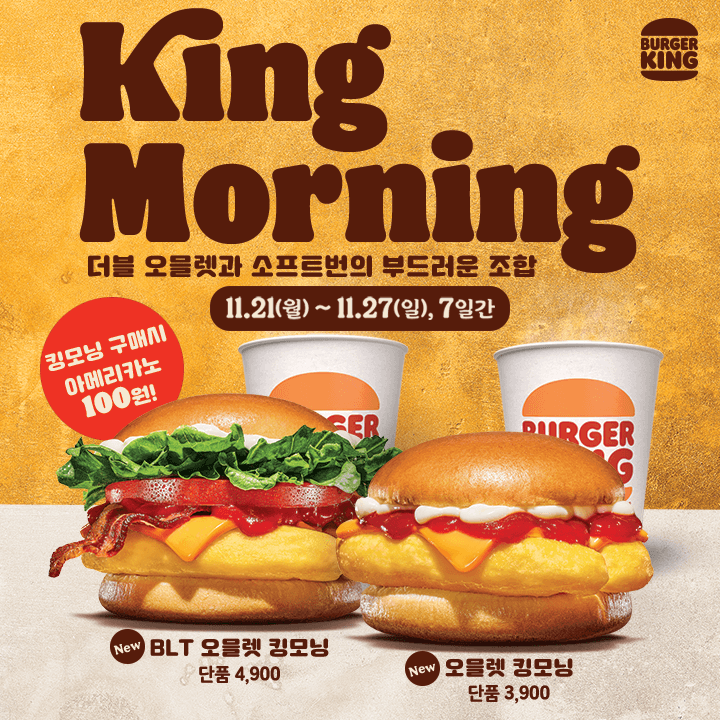 King
BURGER
KING
Morning
더블 오믈렛과 소프트번의 부드러운 조합
11.21(월) ~ 11.27(일), 7일간
킹모닝 구매시
아메리카노
100원!
BURGER
KING
New BLT 오믈렛 킹모닝
단품 4,900
New 오믈렛 킹모닝
단품 3,900